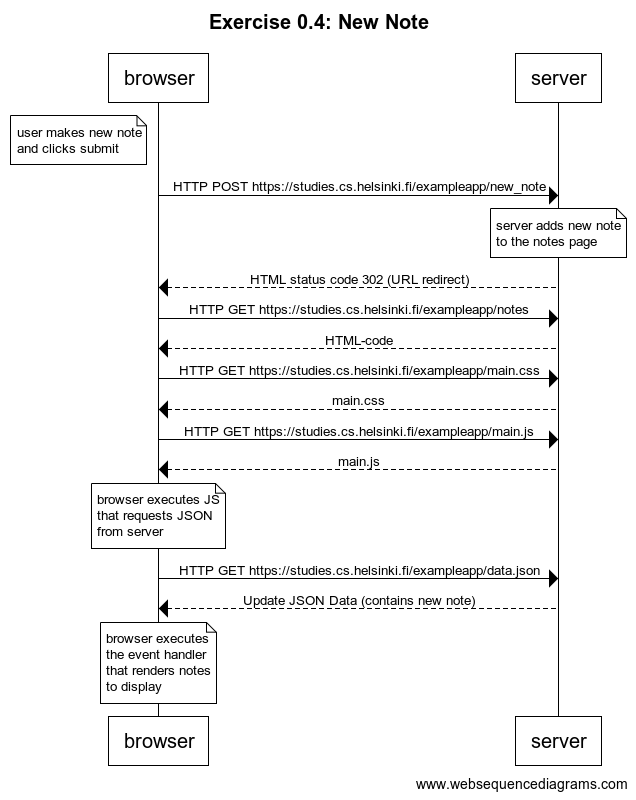 Exercise 0.4: New Note
browser
server
user makes new note
and clicks submit
HTTP POST https://studies.cs.helsinki.fi/exampleapp/new_note
server adds new note
to the notes page
HTML status code 302 (URL redirect)
HTTP GET https://studies.cs.helsinki.fi/exampleapp/notes
HTML-code
HTTP GET https://studies.cs.helsinki.fi/exampleapp/main.css
main.css
HTTP GET https://studies.cs.helsinki.fi/exampleapp/main.js
main.js
browser executes JS
that requests JSON
from server
HTTP GET https://studies.cs.helsinki.fi/exampleapp/data.json
Update JSON Data (contains new note)
browser executes
the event handler
that renders notes
to display
browser
server
www.websequencediagrams.com